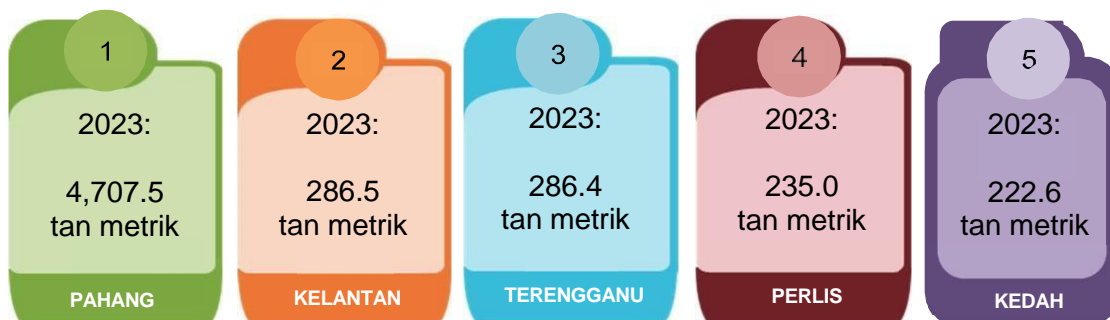 1
2023:
4,707.5
tan metrik
PAHANG
2
2023:
286.5
tan metrik
KELANTAN
3
2023:
286.4
tan metrik
TERENGGANU
4
2023:
235.0
tan metrik
PERLIS
5
2023:
222.6
tan metrik
KEDAH